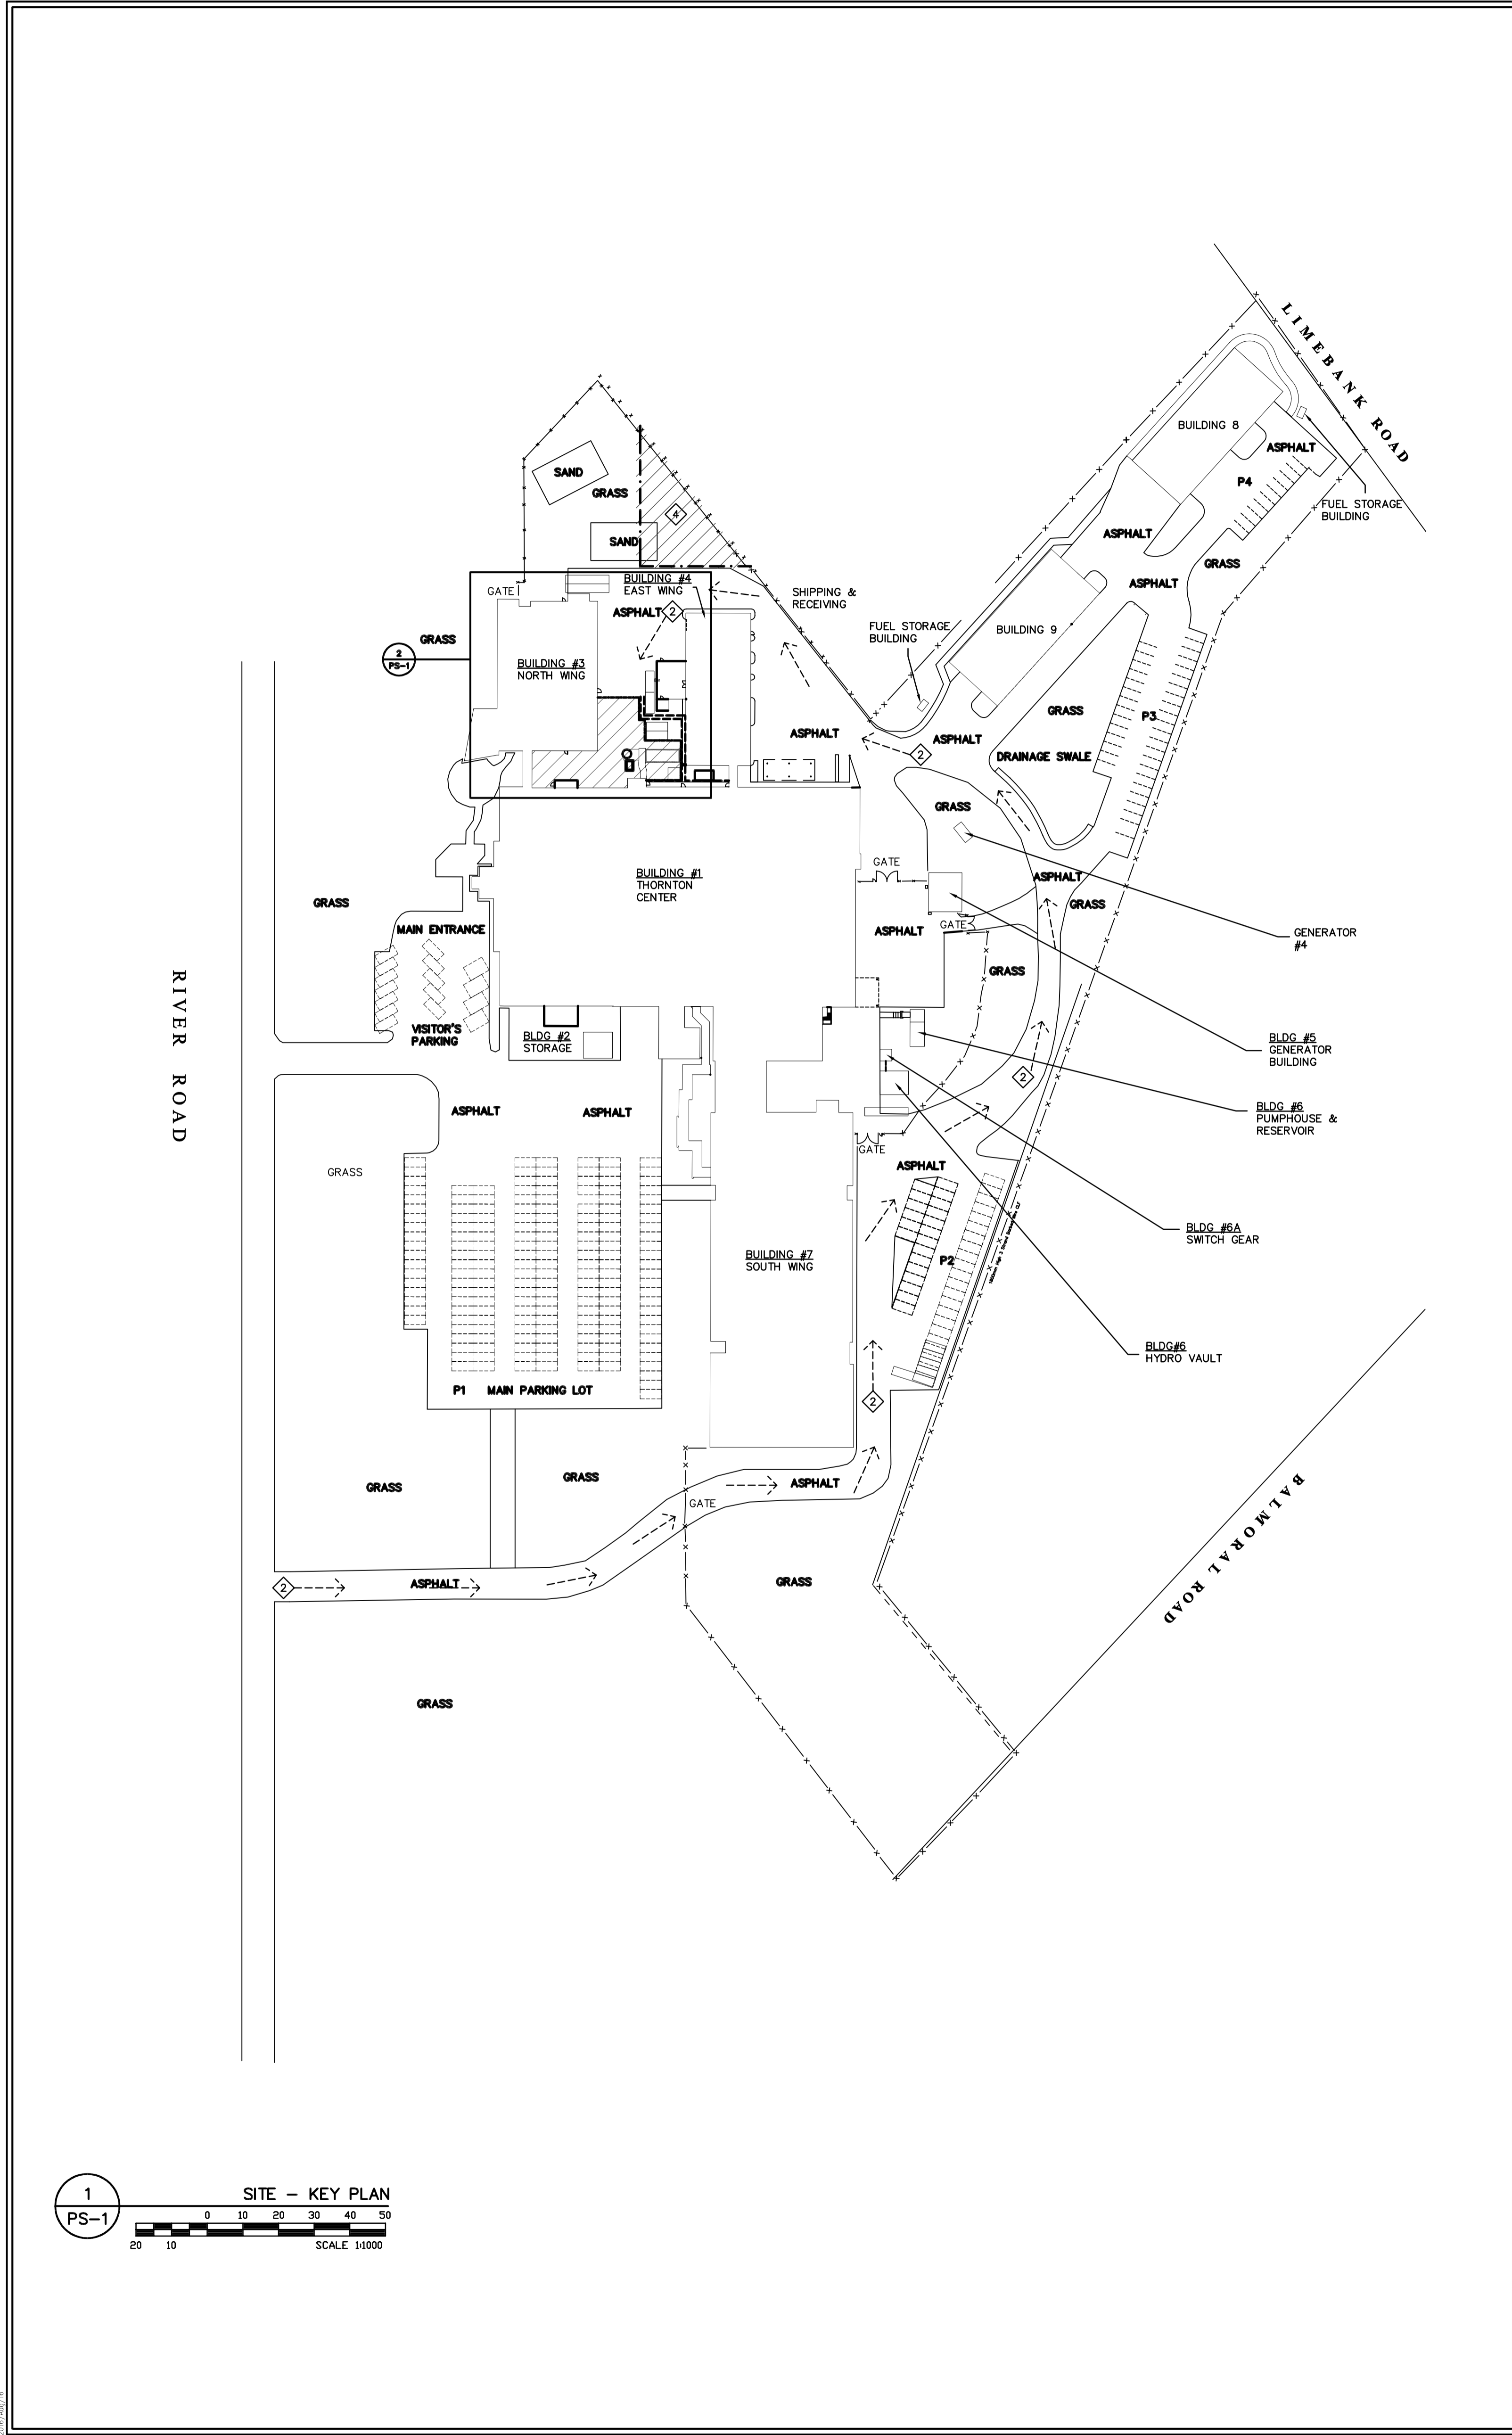 LIMEBANK ROAD
BUILDING 8
ASPHALT
P4
FUEL STORAGE
BUILDING
ASPHALT
GRASS
ASPHALT
SAND
GRASS
4
SAND
BUILDING #4
EAST WING
GATE
ASPHALT
2
SHIPPING &
RECEIVING
FUEL STORAGE
BUILDING
BUILDING 9
GRASS
2
PS-1
BUILDING #3
NORTH WING
GRASS
P3
ASPHALT
ASPHALT
2
DRAINAGE SWALE
GRASS
GATE
BUILDING #1
THORNTON
CENTER
ASPHALT
GRASS
GRASS
MAIN ENTRANCE
ASPHALT
GATE
GENERATOR
#4
GRASS
RIVER ROAD
VISITOR'S
PARKING
BLDG #2
STORAGE
BLDG #5
GENERATOR
BUILDING
2
ASPHALT
ASPHALT
BLDG #6
PUMPHOUSE &
RESERVOIR
GATE
ASPHALT
GRASS
BLDG #6A
SWITCH GEAR
BUILDING #7
SOUTH WING
P2
BLDG#6
HYDRO VAULT
P1 MAIN PARKING LOT
2
GRASS
GRASS
ASPHALT
GATE
BALMORAL ROAD
2
ASPHALT
GRASS
GRASS
1
PS-1
SITE - KEY PLAN
0 10 20 30 40 50
20 10
SCALE 1:1000